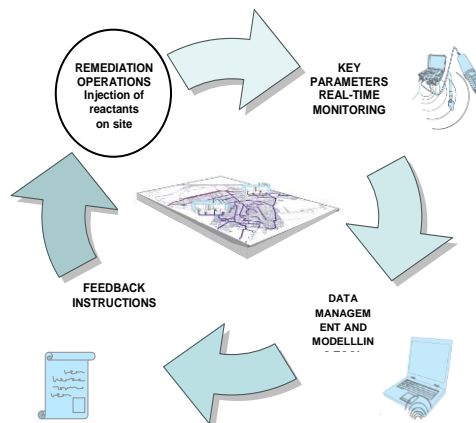 REMEDIATION
OPERATIONS
Injection of
reactants
on site
KEY
PARAMETERS
REAL-TIME
MONITORING
DATA
MANAGEM
ENT AND
MODELLLIN
FEEDBACK
INSTRUCTIONS